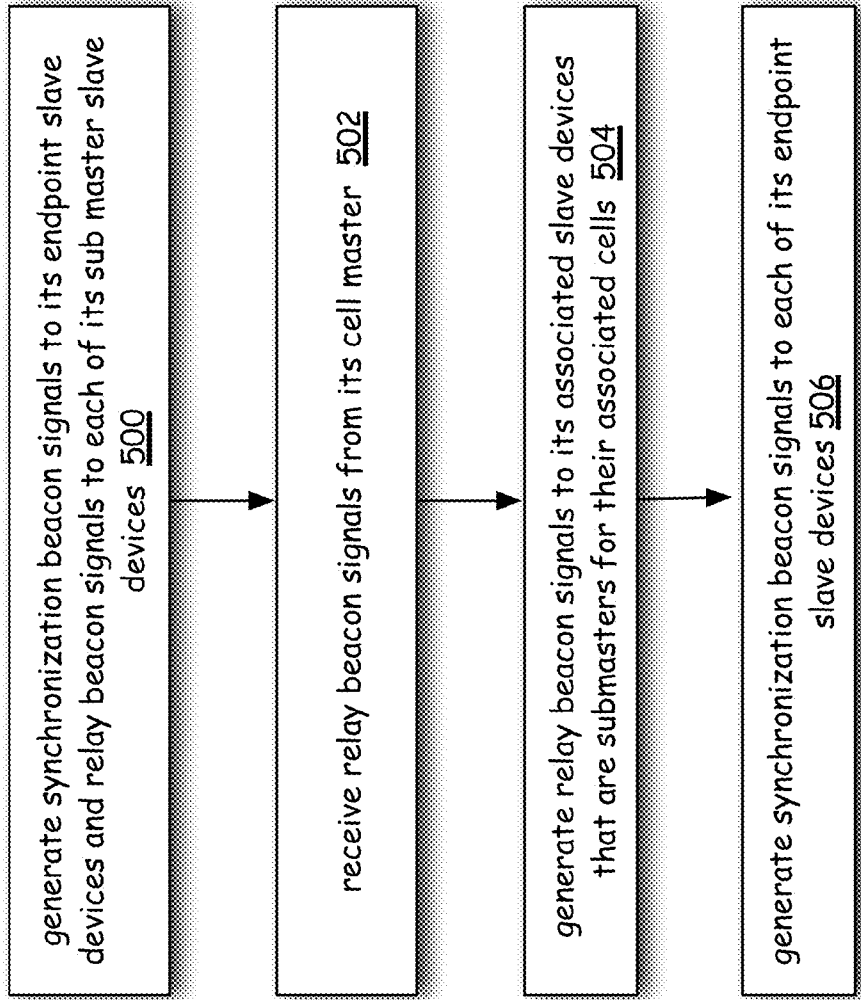 generate synchronization beacon signals to its endpoint slave
devices and relay beacon signals to each of its sub master slave
devices 500
receive relay beacon signals from its cell master 502
generate relay beacon signals to its associated slave devices
that are submasters for their associated cells 504
generate synchronization beacon signals to each of its endpoint
slave devices 506